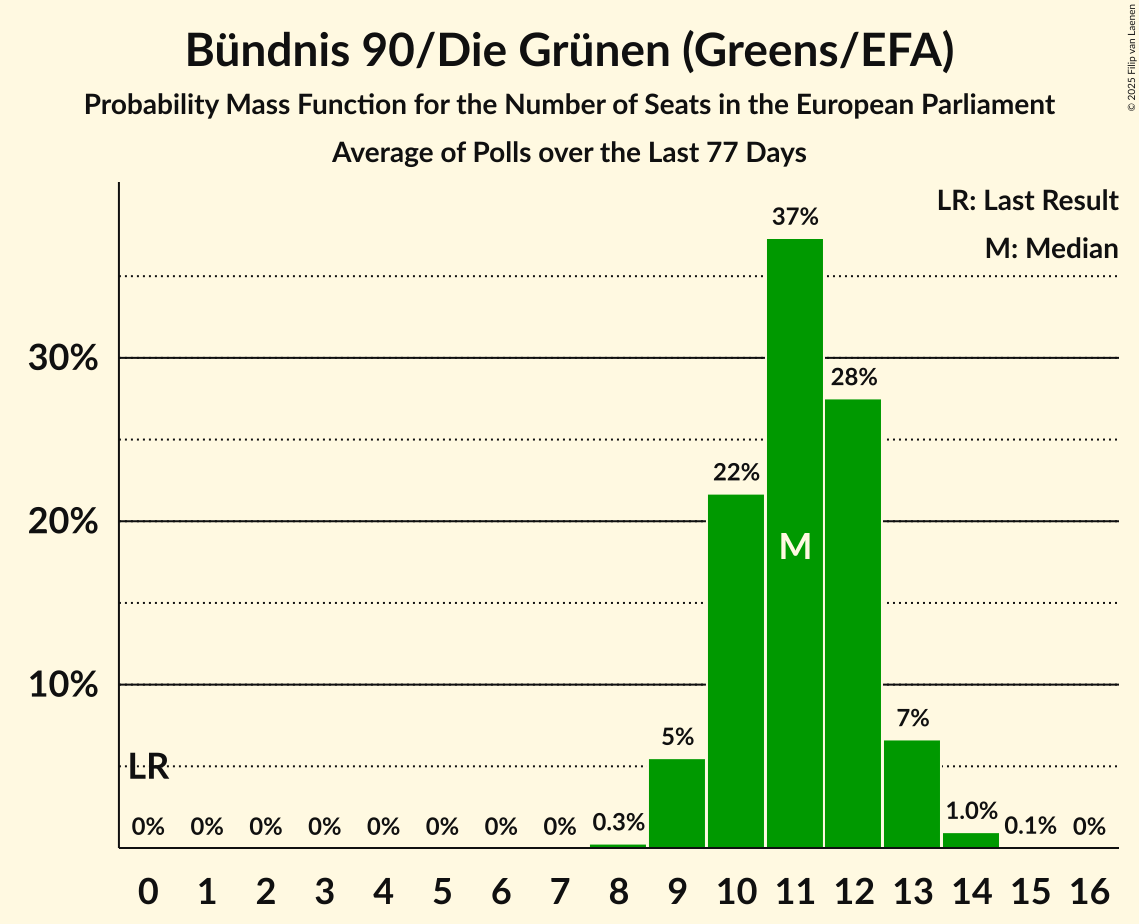 Bündnis 90/Die Grünen (Greens/EFA)
Probability Mass Function for the Number of Seats in the European Parliament
Average of Polls over the Last 77 Days
© 2025 Filip van Laenen
LR: Last Result
M: Median
37%
30%
28%
22%
20%
M
10%
7%
5%
LR
0% 0% 0% 0% 0% 0% 0% 0% 0.3% 1.0% 0.1% 0%
0 1 2 3 4 5 6 7 8 9 10 11 12 13 14 15 16